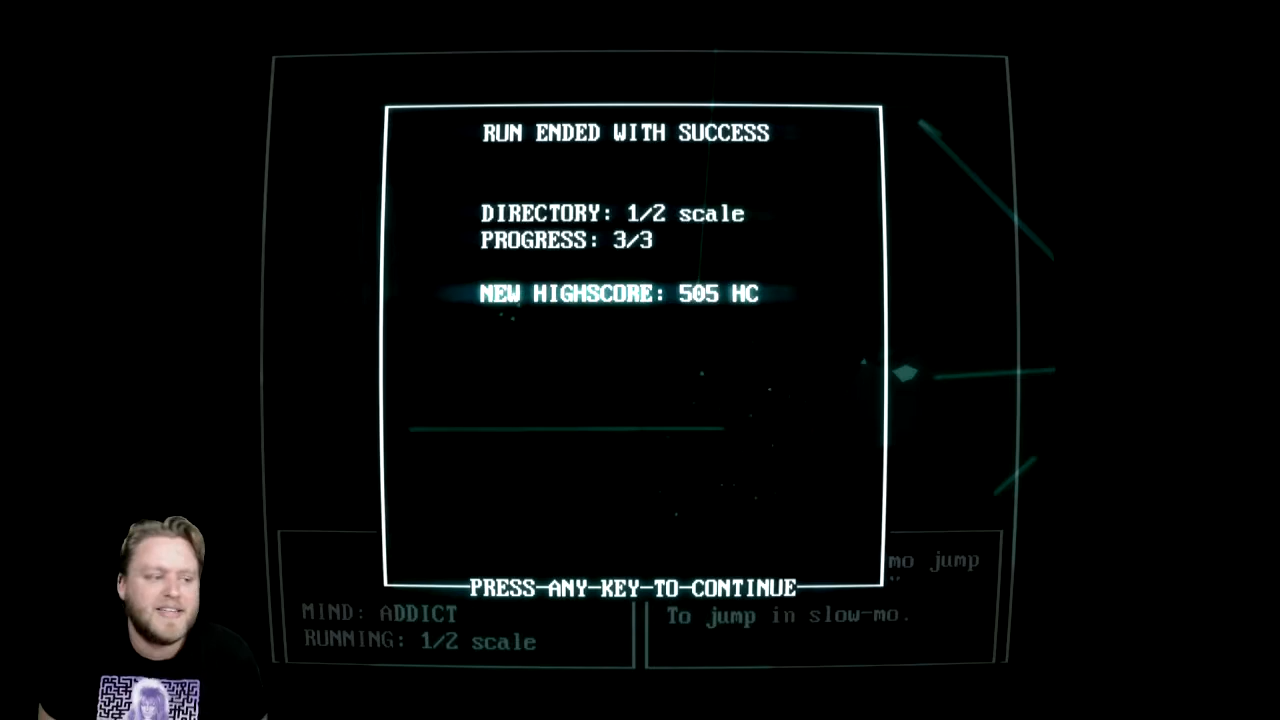 RUN ENDED WITH SUCCESS
DIRECTORY: 1/2 scale
PROGRESS: 3/3
NEW HIGHSCORE: 505 HC
PRESS-ANY-KEY-TO-CONTINUE
mo jump
"
MIND: ADDICT
RUNNING: 1/2 scale
To jump in slow-mo.